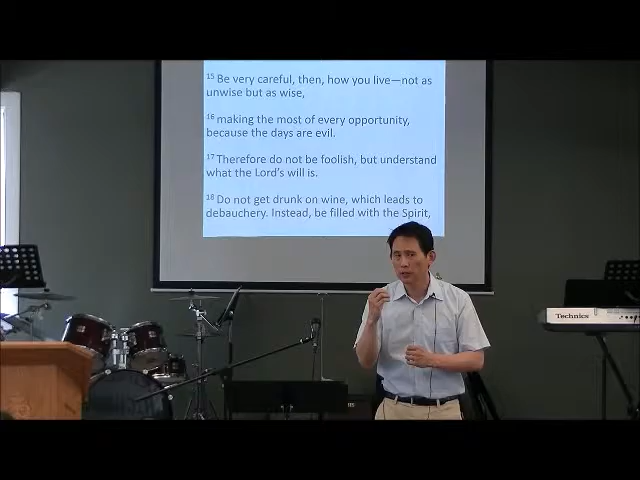 15 Be very careful, then, how you live—not as
unwise but as wise,
16 making the most of every opportunity,
because the days are evil.
17 Therefore do not be foolish, but understand
what the Lord's will is.
18 Do not get drunk on wine, which leads to
debauchery. Instead, be filled with the Spirit,
Technics